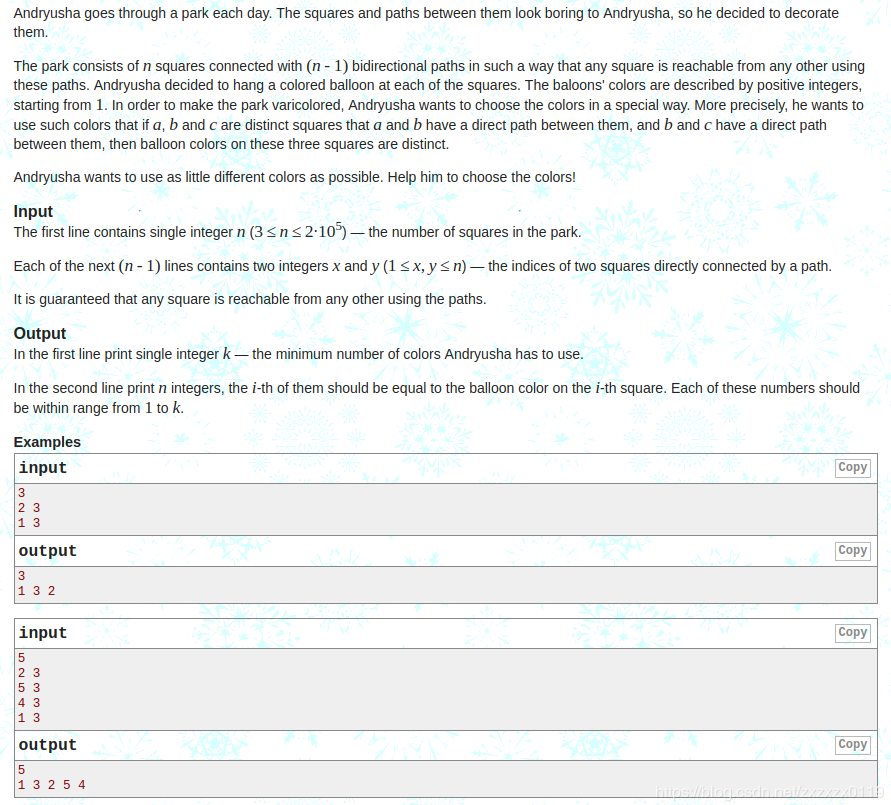 Andryusha goes through a park each day. The squares and paths between them look boring to Andryusha, so he decided to decorate
them.
The park consists of n squares connected with (n - 1) bidirectional paths in such a way that any square is reachable from any other using
these paths. Andryusha decided to hang a colored balloon at each of the squares. The baloons' colors are described by positive integers,
starting from 1. In order to make the park varicolored, Andryusha wants to choose the colors in a special way. More precisely, he wants to
use such colors that if a, b and c are distinct squares that a and b have a direct path between them, and b and c have a direct path
between them, then balloon colors on these three squares are distinct.
Andryusha wants to use as little different colors as possible. Help him to choose the colors!
Input
The first line contains single integer n (3 ≤ n ≤ 2·10⁵) — the number of squares in the park.
Each of the next (n - 1) lines contains two integers x and y (1 ≤ x, y ≤ n) — the indices of two squares directly connected by a path.
It is guaranteed that any square is reachable from any other using the paths.
Output
In the first line print single integer k — the minimum number of colors Andryusha has to use.
In the second line print n integers, the i-th of them should be equal to the balloon color on the i-th square. Each of these numbers should
be within range from 1 to k.
Examples
input Copy
3
2 3
1 3
output Copy
3
1 3 2
input Copy
5
2 3
5 3
4 3
1 3
output Copy
5
1 3 2 5 4